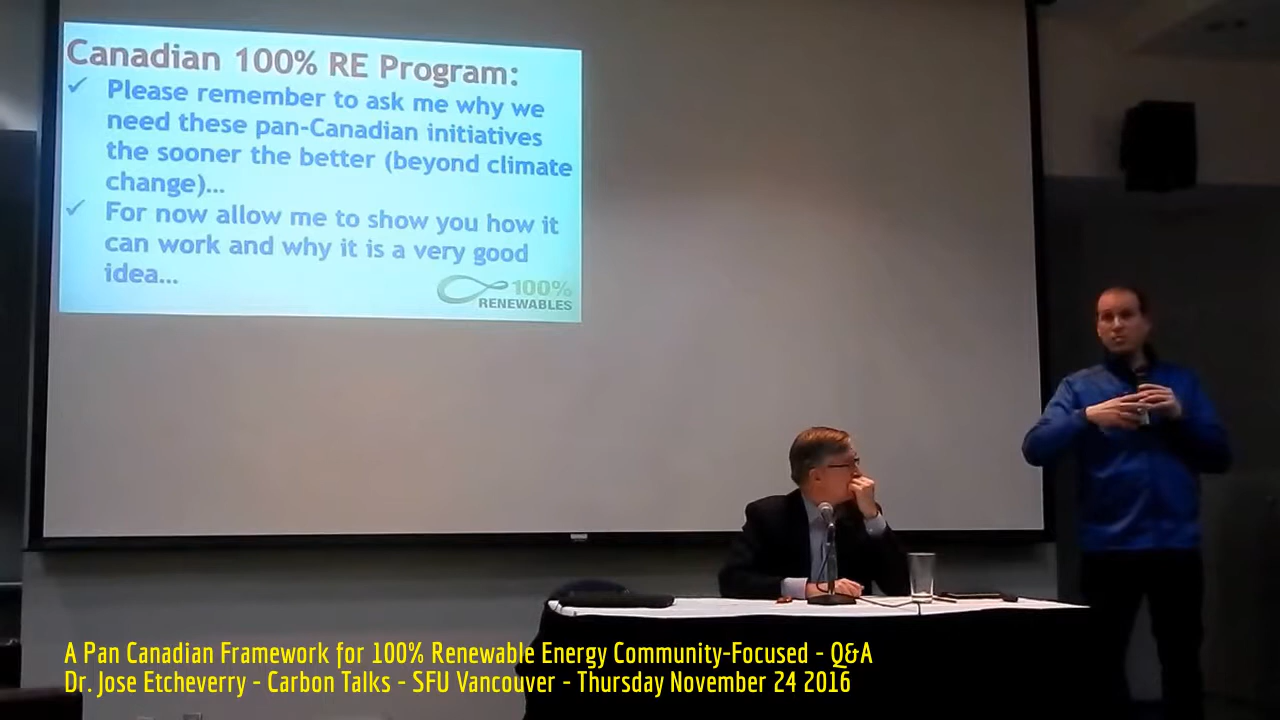 Canadian 100% RE Program:
✓ Please remember to ask me why we
need these pan-Canadian initiatives
the sooner the better (beyond climate
change)...
✓ For now allow me to show you how it
can work and why it is a very good
idea...
100%
RENEWABLES
A Pan Canadian Framework for 100% Renewable Energy Community-Focused - Q&A
Dr. Jose Etcheverry - Carbon Talks - SFU Vancouver - Thursday November 24 2016